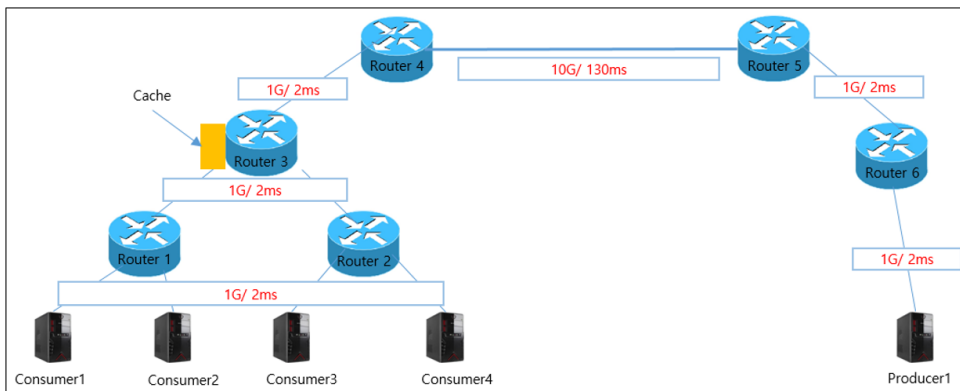 Router 4
10G/ 130ms
Router 5
1G/ 2ms
1G/ 2ms
Cache
Router 3
Router 6
1G/ 2ms
Router 1
Router 2
1G/ 2ms
1G/ 2ms
Consumer1
Consumer2
Consumer3
Consumer4
Producer1